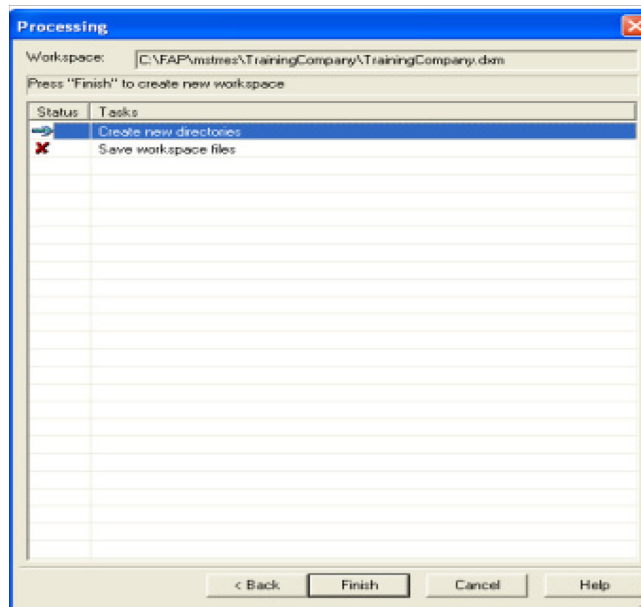 Processing
Workspace: C:\FAP\mstrres\TrainingCompany\TrainingCompany.dxm
Press "Finish" to create new workspace
Status Tasks
Create new directories
Save workspace files
< Back Finish Cancel Help